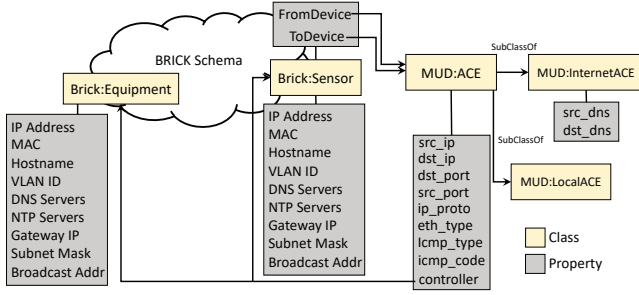 FromDevice
ToDevice
BRICK Schema
Brick:Equipment
IP Address
MAC
Hostname
VLAN ID
DNS Servers
NTP Servers
Gateway IP
Subnet Mask
Broadcast Addr
Brick:Sensor
IP Address
MAC
Hostname
VLAN ID
DNS Servers
NTP Servers
Gateway IP
Subnet Mask
Broadcast Addr
MUD:ACE
src_ip
dst_ip
dst_port
src_port
ip_proto
eth_type
Icmp_type
icmp_code
controller
SubClassOf
MUD:InternetACE
src_dns
dst_dns
SubClassOf
MUD:LocalACE
Class
Property